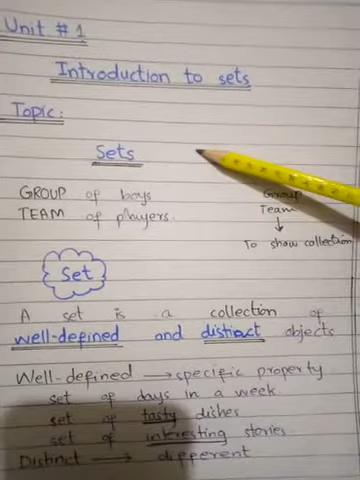 Unit # 1
Introduction to sets
Topic:
Sets
GROUP of boys
TEAM of players.
Group
Team
↓
To show collection
Set
A set is a collection of
well-defined and distinct objects
Well-defined → specific property
set of days in a week.
set of tasty dishes
set of interesting stories
Distinct → different